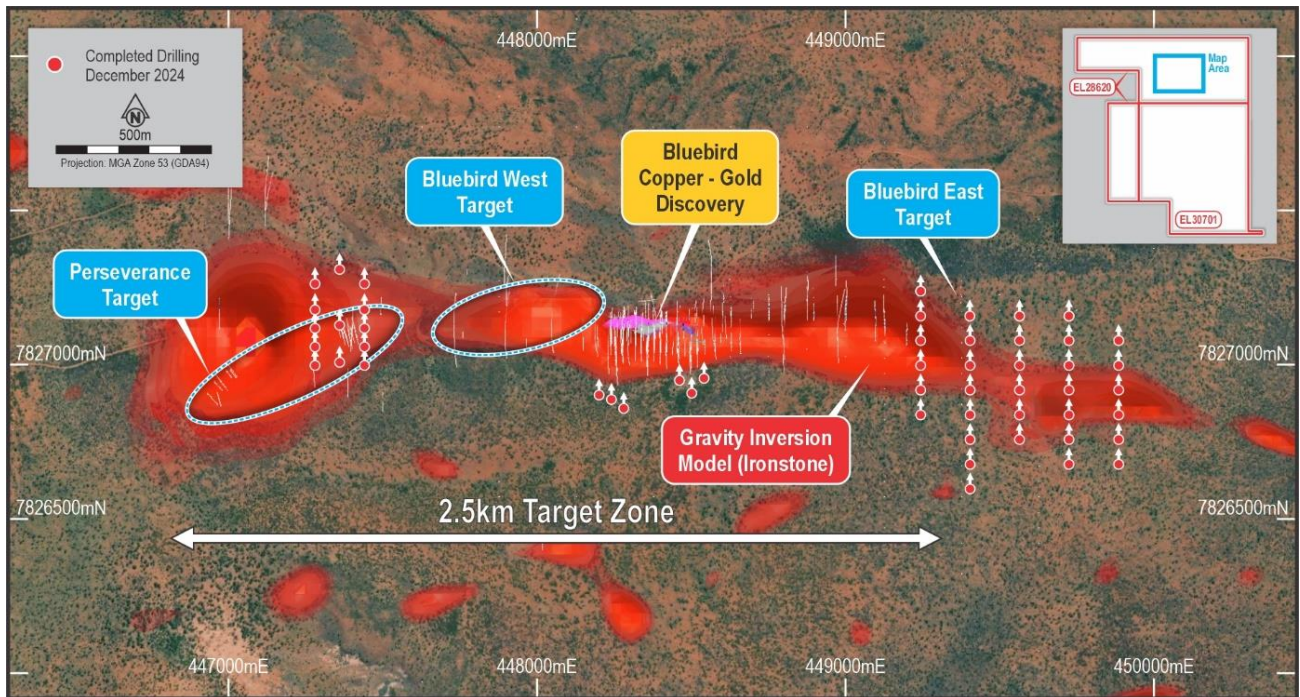 448000mE
449000mE
Completed Drilling
December 2024
N
500m
Projection: MGA Zone 53 (GDA94)
Map
Area
EL28620
EL30701
Bluebird West
Target
Bluebird
Copper - Gold
Discovery
Bluebird East
Target
Perseverance
Target
7827000mN
7827000mN
Gravity Inversion
Model (Ironstone)
7826500mN
2.5km Target Zone
7826500mN
447000mE
448000mE
449000mE
450000mE